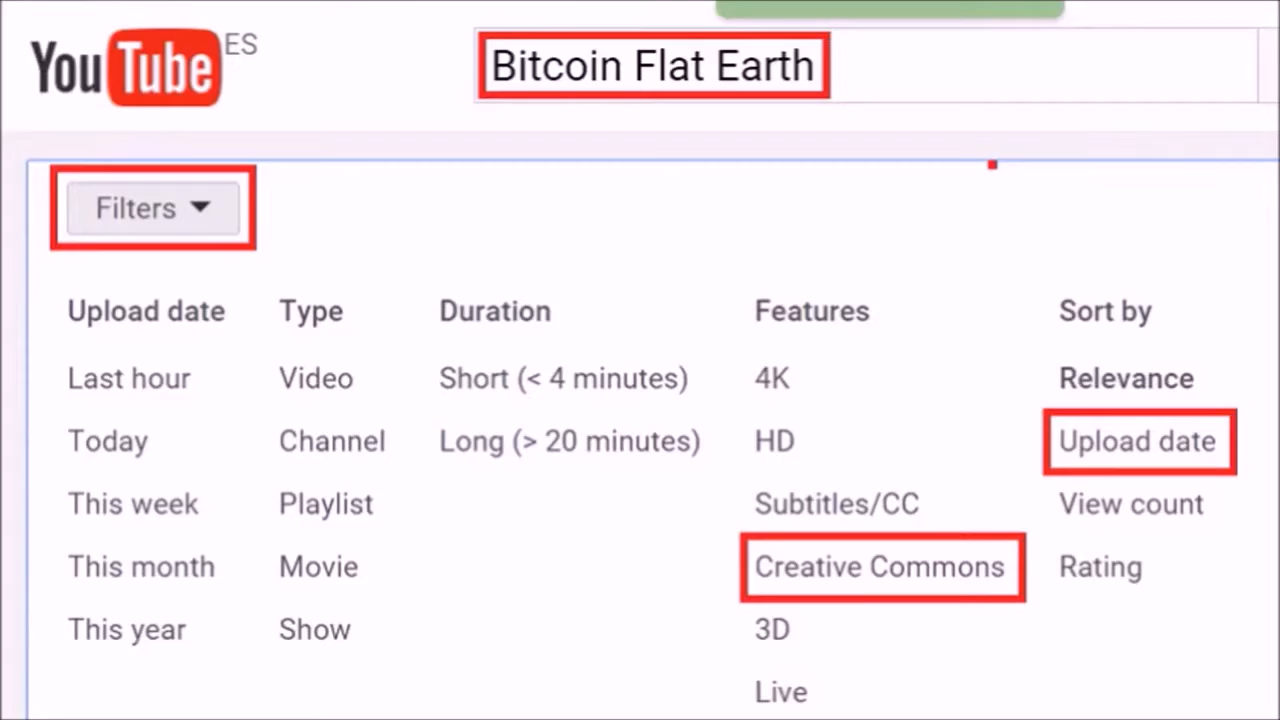 YouTube ES
Bitcoin Flat Earth
Filters
Upload date Type Duration Features Sort by
Last hour Video Short (< 4 minutes) 4K Relevance
Today Channel Long (> 20 minutes) HD Upload date
This week Playlist Subtitles/CC View count
This month Movie Creative Commons Rating
This year Show 3D
Live